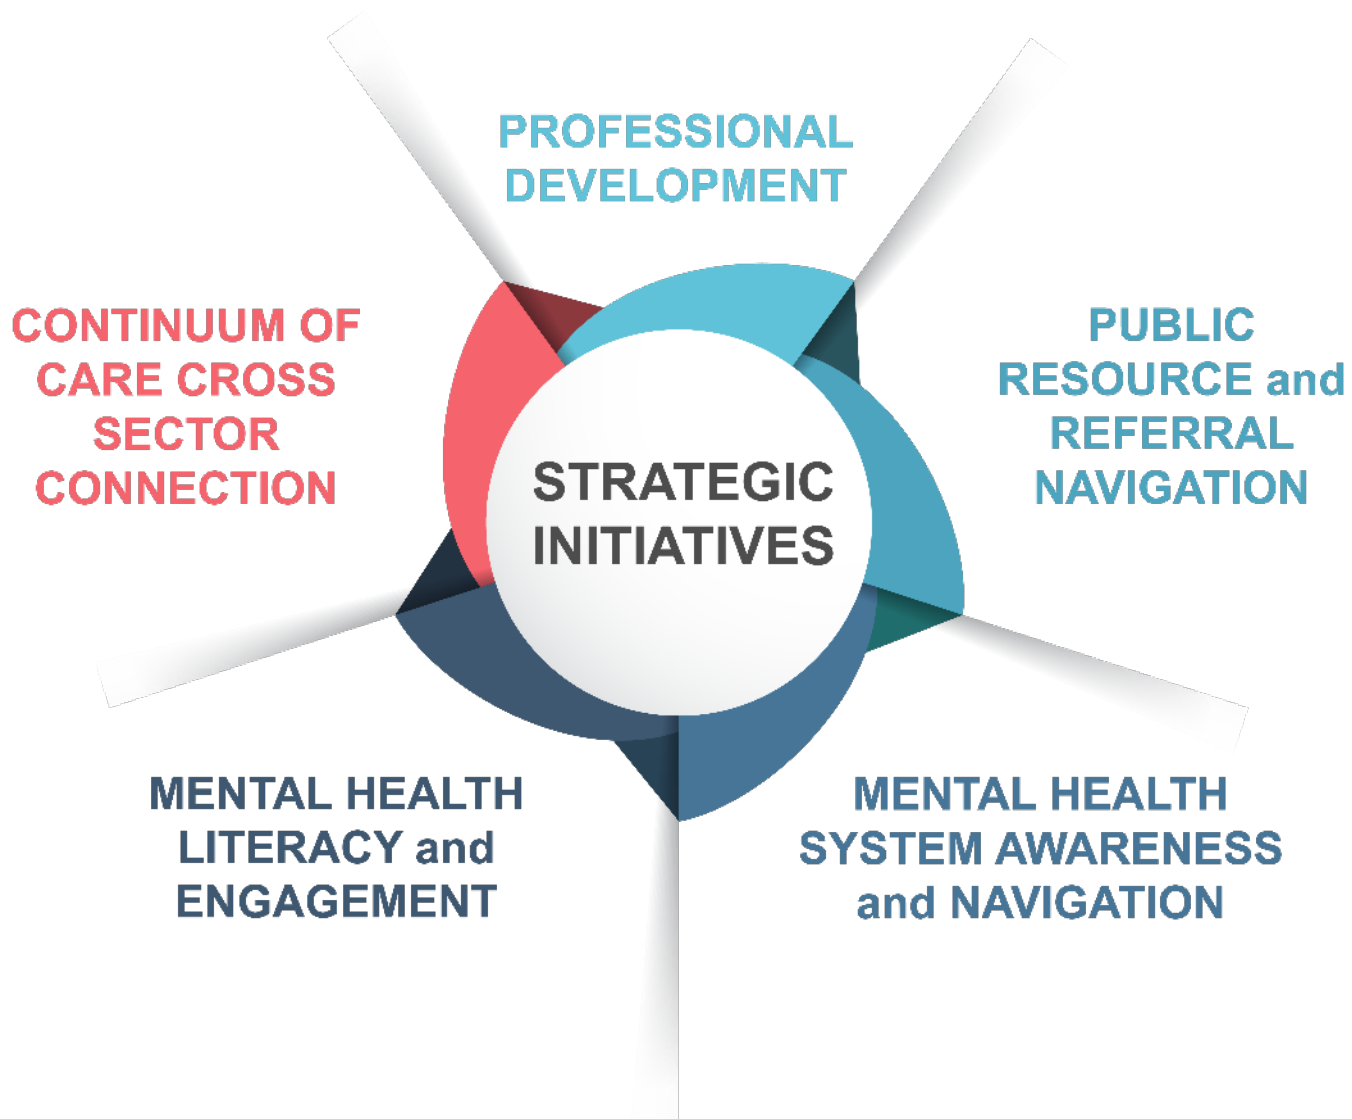 PROFESSIONAL
DEVELOPMENT
CONTINUUM OF
CARE CROSS
SECTOR
CONNECTION
PUBLIC
RESOURCE and
REFERRAL
NAVIGATION
STRATEGIC
INITIATIVES
MENTAL HEALTH
LITERACY and
ENGAGEMENT
MENTAL HEALTH
SYSTEM AWARENESS
and NAVIGATION